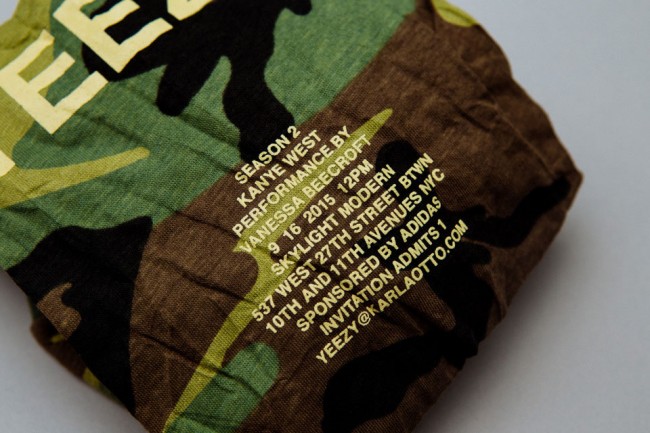 EE
SEASON 2
KANYE WEST
PERFORMANCE BY
VANESSA BEECROFT
9 16 2015 12PM
SKYLIGHT MODERN
537 WEST 27TH STREET BTWN
10TH AND 11TH AVENUES NYC
SPONSORED BY ADIDAS
INVITATION ADMITS 1
YEEZY@KARLAOTTO.COM